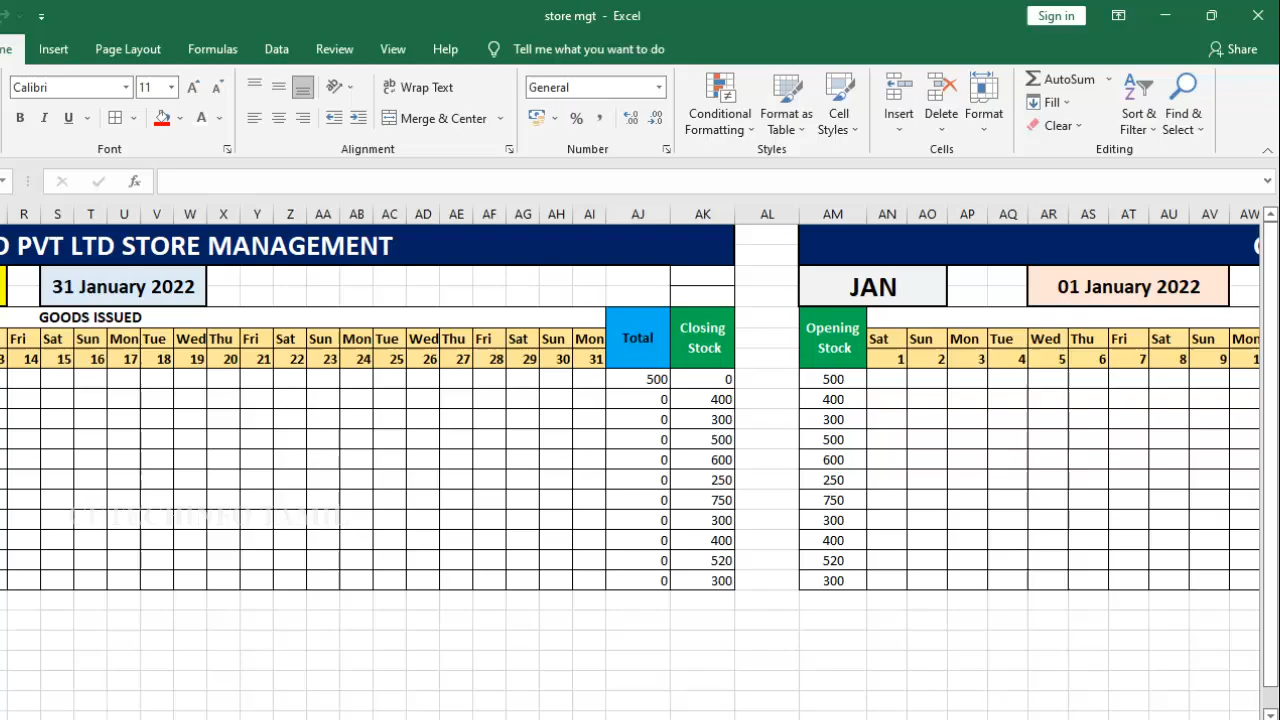 store mgt - Excel
Sign in
me Insert Page Layout Formulas Data Review View Help Tell me what you want to do Share
Calibri 11 Wrap Text General AutoSum
Fill
B I U A Merge & Center % Conditional Formatting Format as Table Cell Styles Insert Delete Format Clear Sort & Filter Find & Select
Font Alignment Number Styles Cells Editing
fx
R S T U V W X Y Z AA AB AC AD AE AF AG AH AI AJ AK AL AM AN AO AP AQ AR AS AT AU AV AW
O PVT LTD STORE MANAGEMENT
31 January 2022 JAN 01 January 2022
GOODS ISSUED
Total Closing Stock Opening Stock
Fri Sat Sun Mon Tue Wed Thu Fri Sat Sun Mon Tue Wed Thu Fri Sat Sun Mon Sat Sun Mon Tue Wed Thu Fri Sat Sun Mon
14 15 16 17 18 19 20 21 22 23 24 25 26 27 28 29 30 31 1 2 3 4 5 6 7 8 9 1
500 0 500
0 400 400
0 300 300
0 500 500
0 600 600
0 250 250
0 750 750
0 300 300
0 400 400
0 520 520
0 300 300